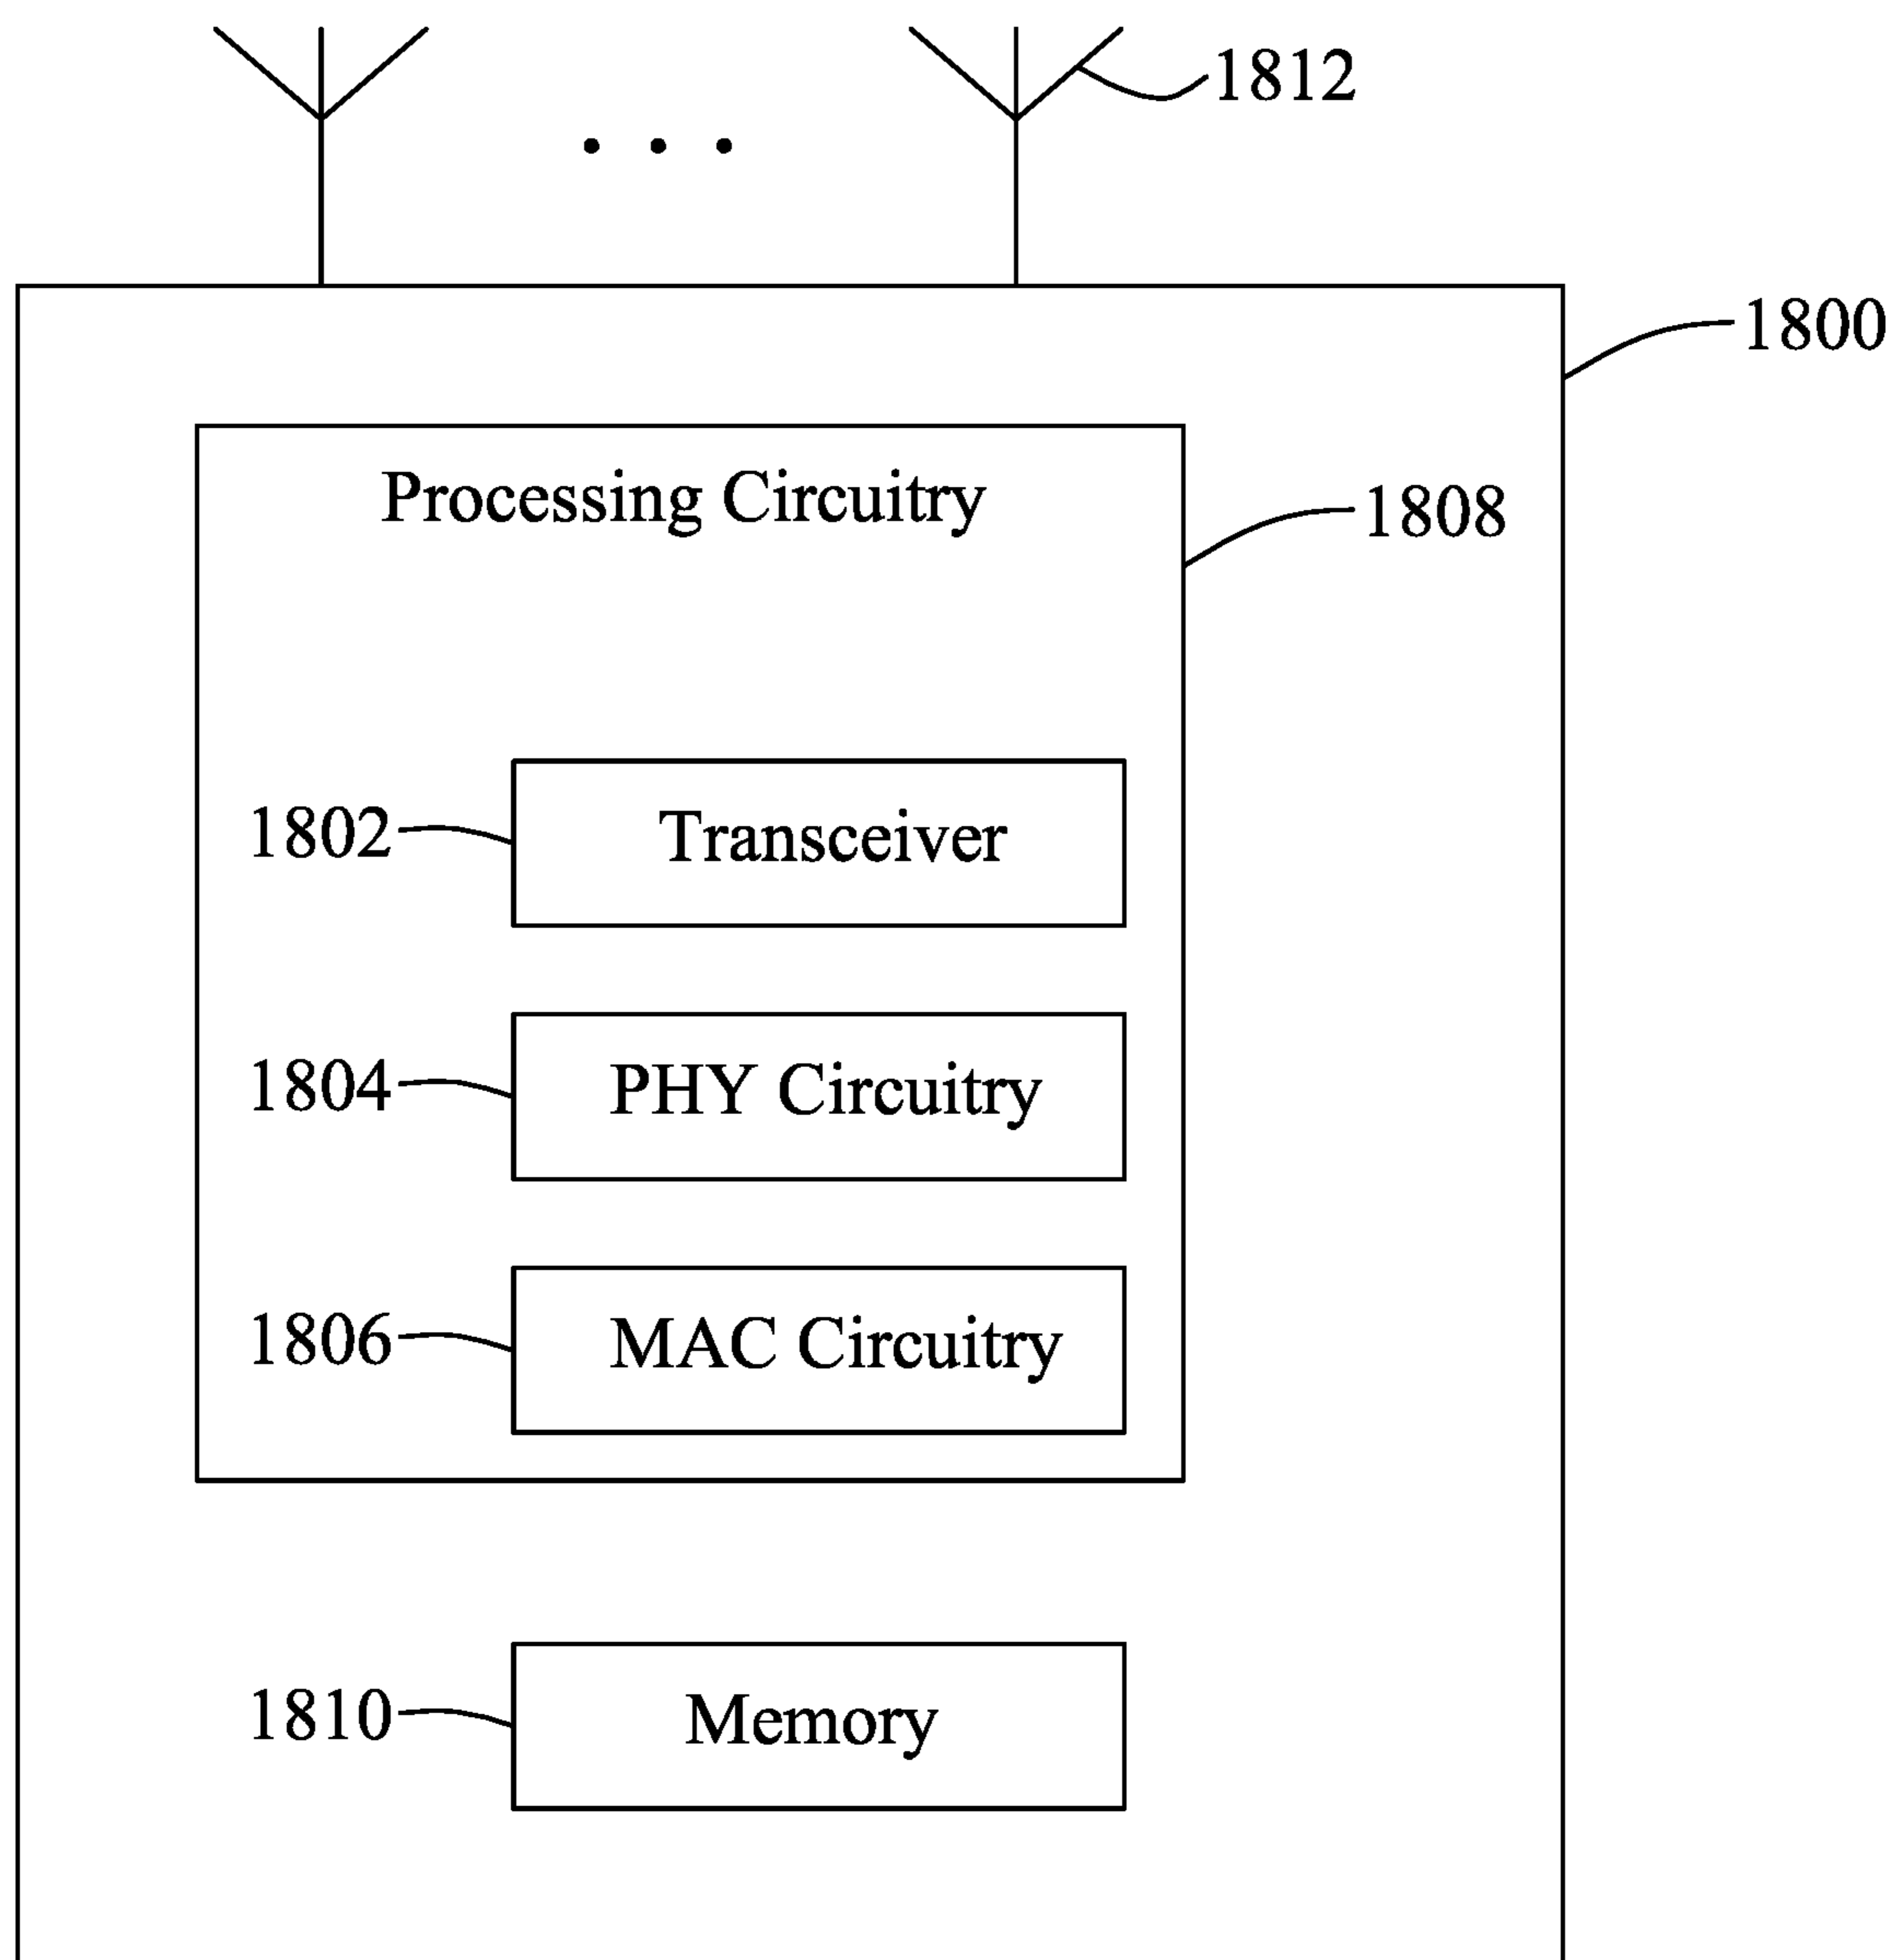 1812
1800
Processing Circuitry
1808
1802
Transceiver
1804
PHY Circuitry
1806
MAC Circuitry
1810
Memory